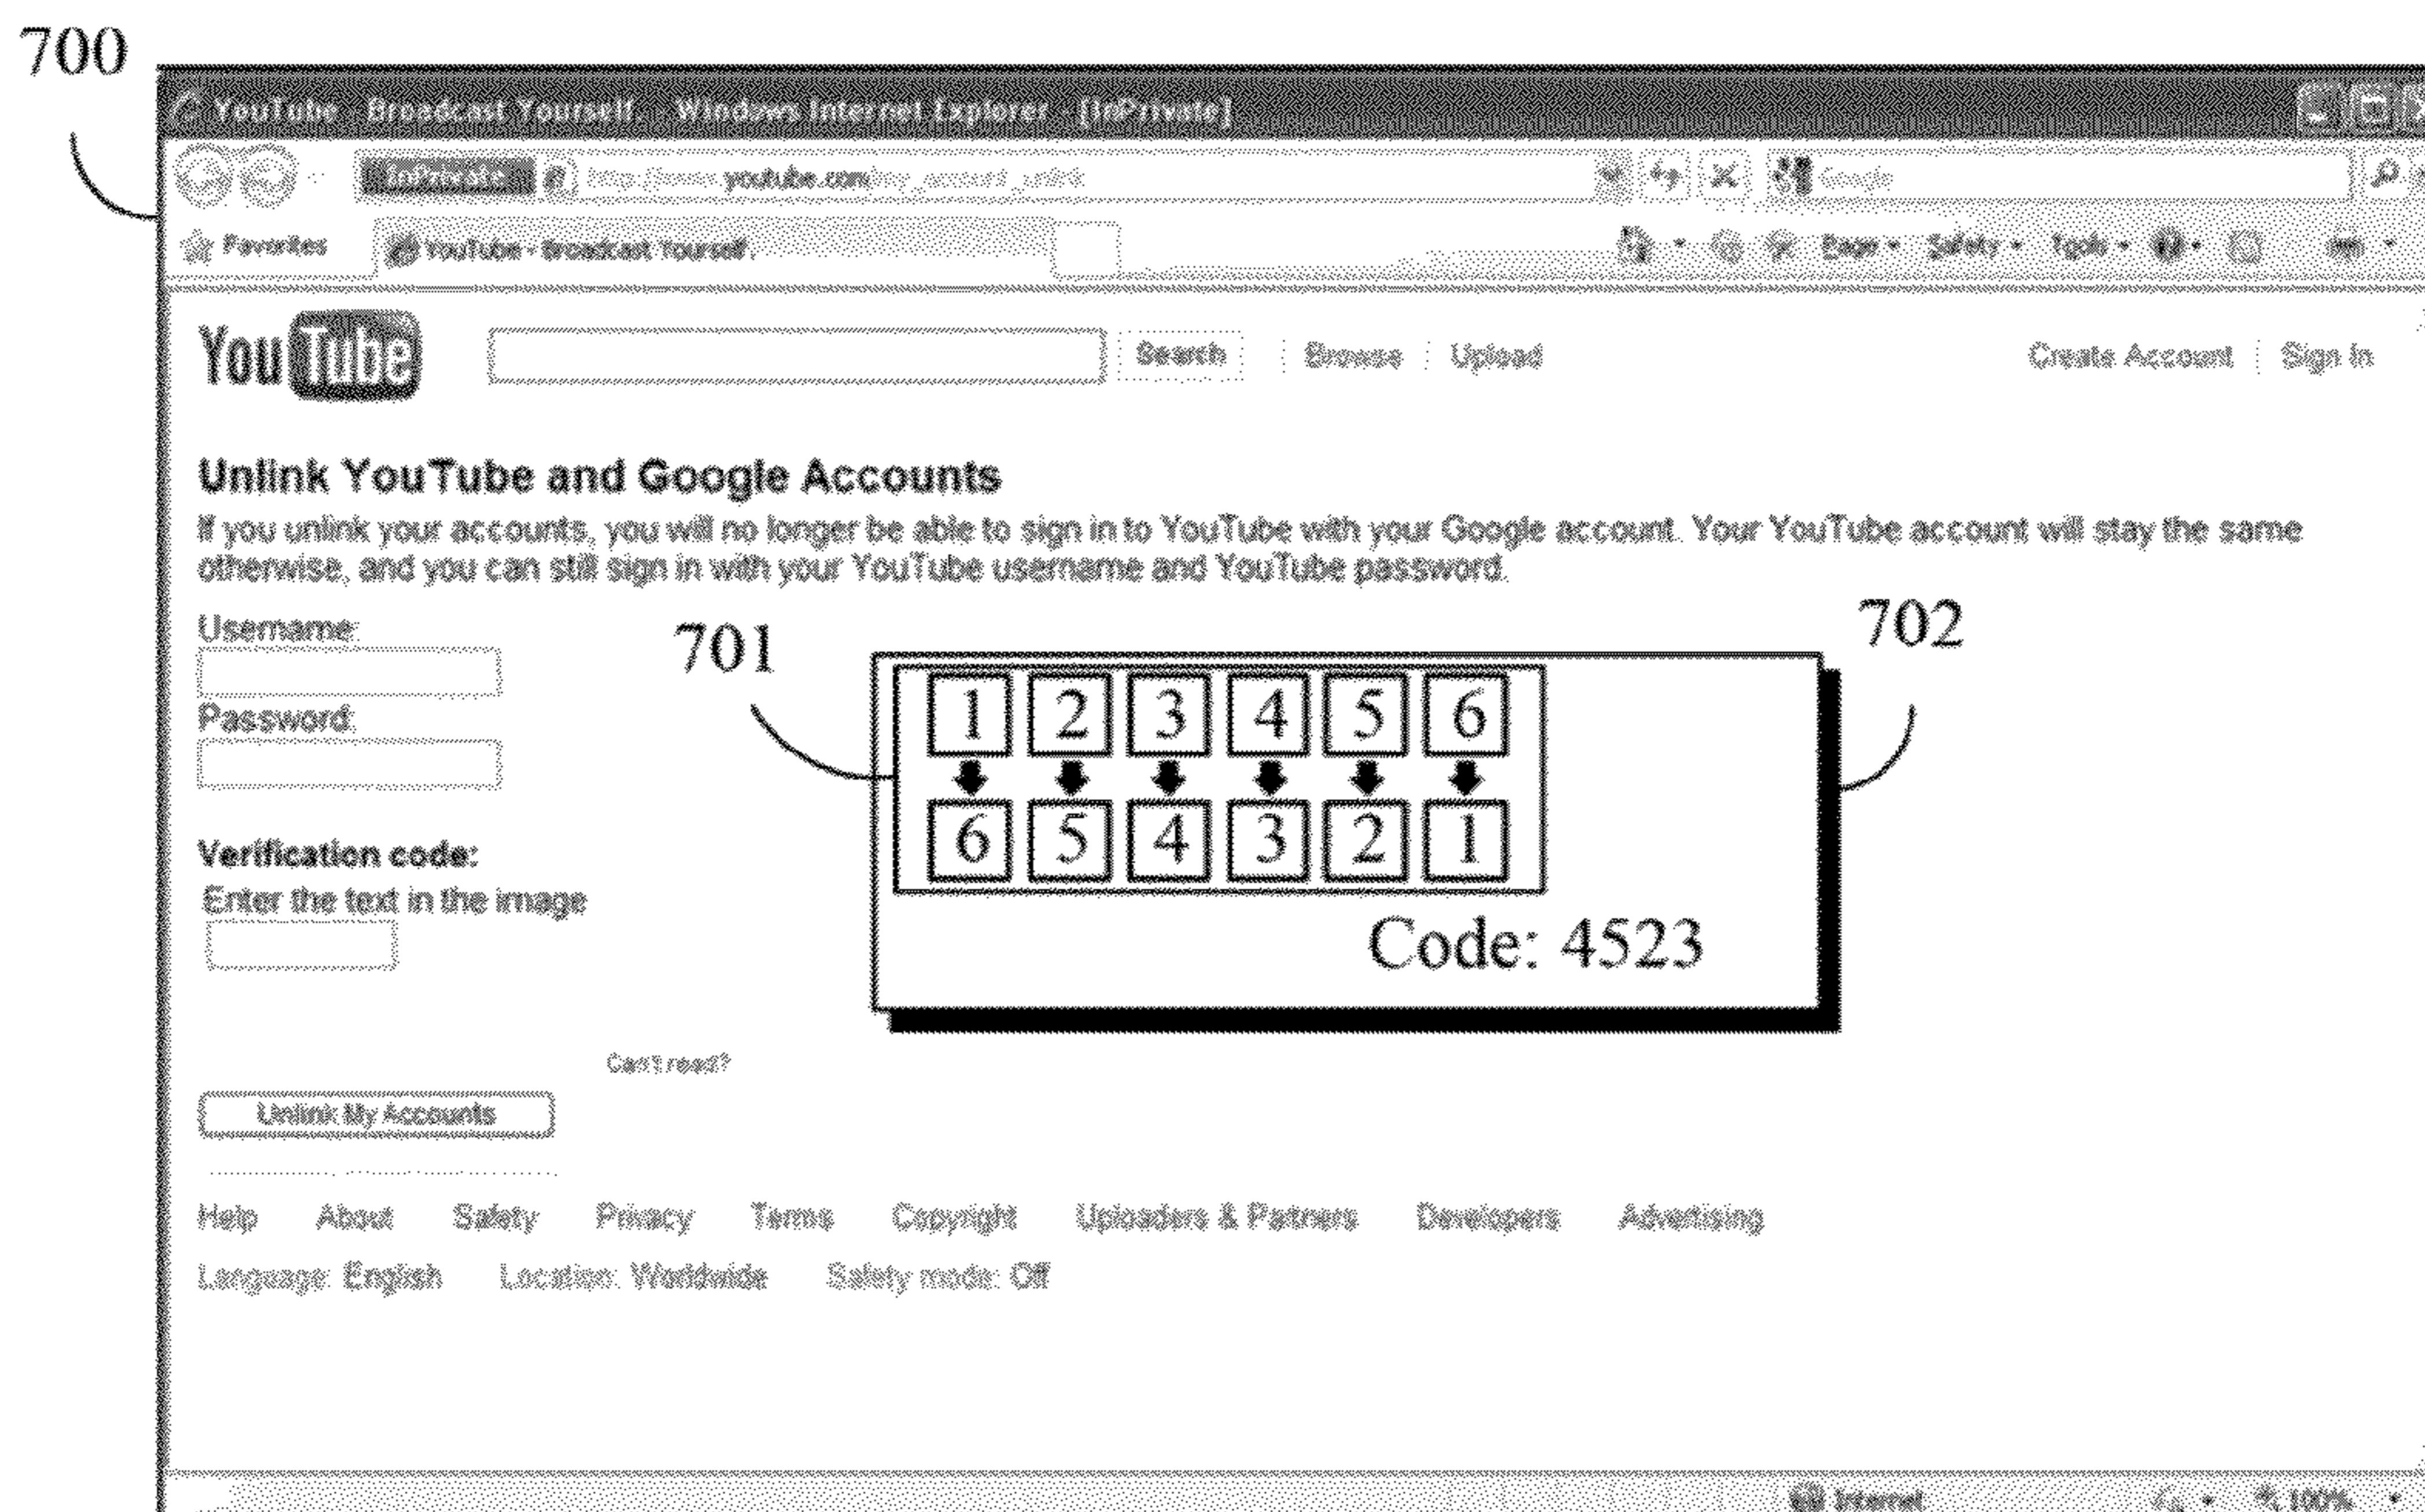 700
YouTube Broadcast Yourself. Windows Internet Explorer - [InPrivate]
InPrivate youtube.com Google
Favorites YouTube - Broadcast Yourself. Page Safety Tools
YouTube Search Browse Upload Create Account Sign In
Unlink YouTube and Google Accounts
If you unlink your accounts, you will no longer be able to sign in to YouTube with your Google account. Your YouTube account will stay the same
otherwise, and you can still sign in with your YouTube username and YouTube password.
Username:
Password:
701
702
1 2 3 4 5 6
6 5 4 3 2 1
Verification code:
Enter the text in the image
Code: 4523
Can't read?
Unlink My Accounts
Help About Safety Privacy Terms Copyright Uploaders & Partners Developers Advertising
Language: English Location: Worldwide Safety mode: Off
Internet 100%